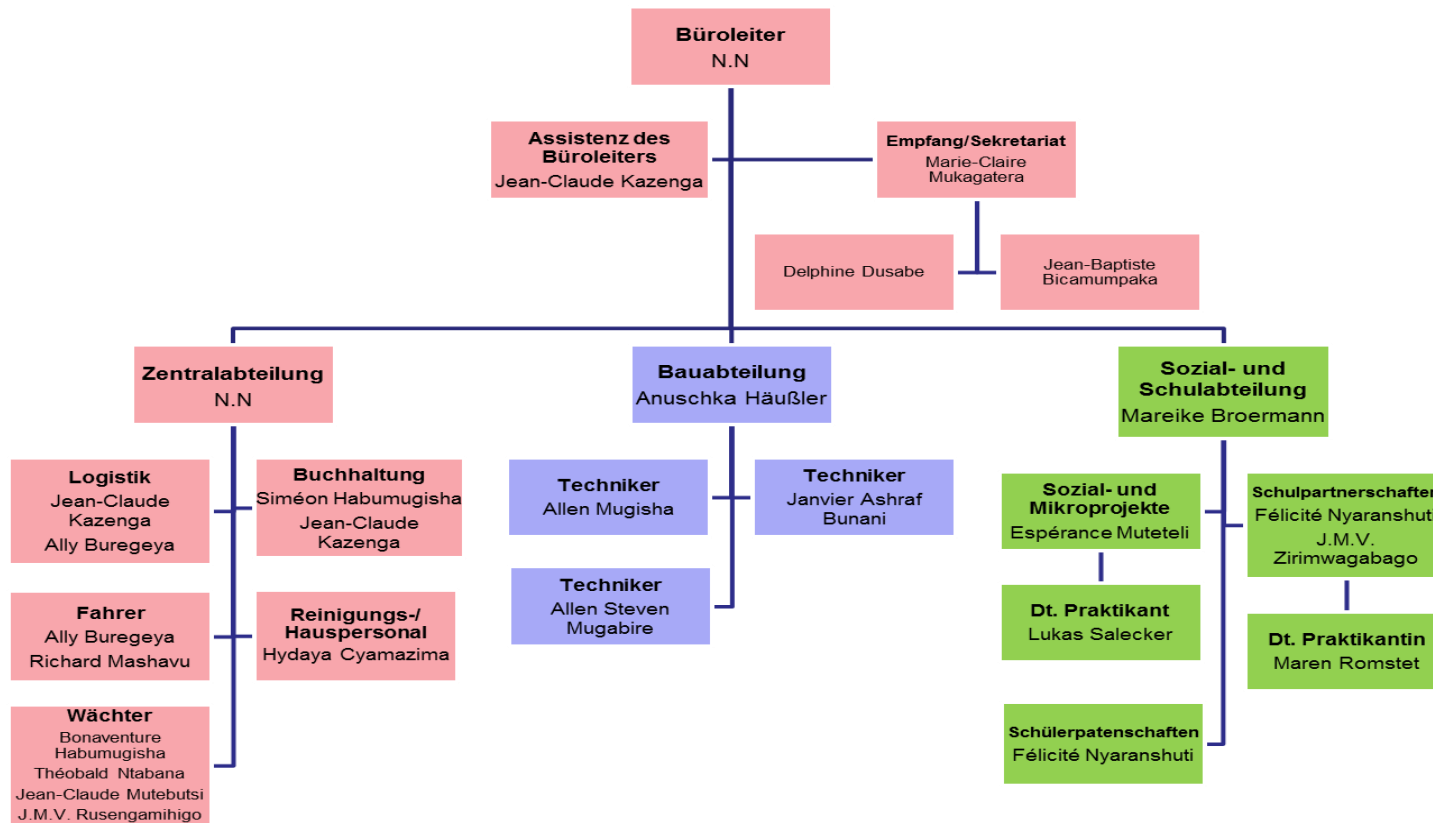 Büroleiter
N.N
Assistenz des
Büroleiters
Jean-Claude Kazenga
Empfang/Sekretariat
Marie-Claire
Mukagatera
Delphine Dusabe
Jean-Baptiste
Bicamumpaka
Zentralabteilung
N.N
Bauabteilung
Anuschka Häußler
Sozial- und
Schulabteilung
Mareike Broermann
Logistik
Jean-Claude
Kazenga
Ally Buregeya
Buchhaltung
Siméon Habumugisha
Jean-Claude
Kazenga
Fahrer
Ally Buregeya
Richard Mashavu
Reinigungs-/
Hauspersonal
Hydaya Cyamazima
Wächter
Bonaventure
Habumugisha
Théobald Ntabana
Jean-Claude Mutebutsi
J.M.V. Rusengamihigo
Techniker
Allen Mugisha
Techniker
Janvier Ashraf
Bunani
Techniker
Allen Steven
Mugabire
Sozial- und
Mikroprojekte
Espérance Muteteli
Dt. Praktikant
Lukas Salecker
Schulpartnerschaften
Félicité Nyaranshuti
J.M.V.
Zirimwagabago
Dt. Praktikantin
Maren Romstet
Schülerpatenschaften
Félicité Nyaranshuti